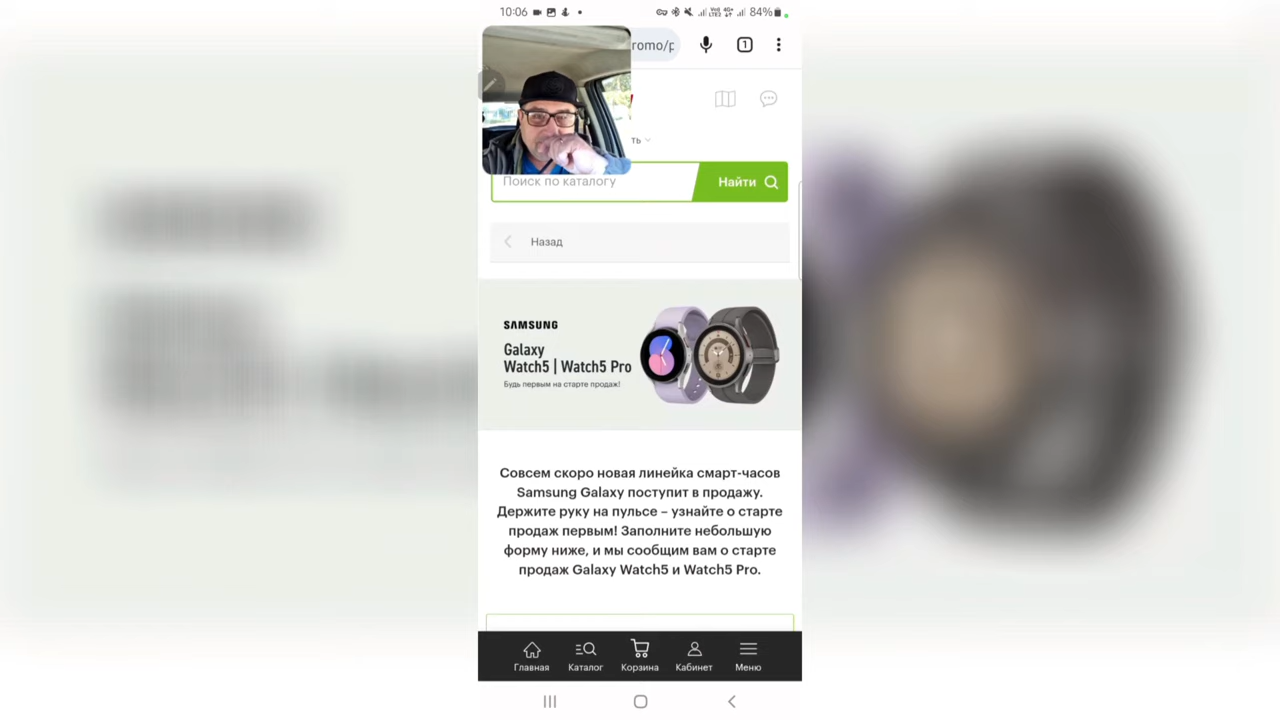 10:06
84%
romo/p
1
ть
Поиск по каталогу
Найти
Назад
SAMSUNG
Galaxy
Watch5 | Watch5 Pro
Будь первым на старте продаж!
Совсем скоро новая линейка смарт-часов
Samsung Galaxy поступит в продажу.
Держите руку на пульсе – узнайте о старте
продаж первым! Заполните небольшую
форму ниже, и мы сообщим вам о старте
продаж Galaxy Watch5 и Watch5 Pro.
Главная Каталог Корзина Кабинет Меню